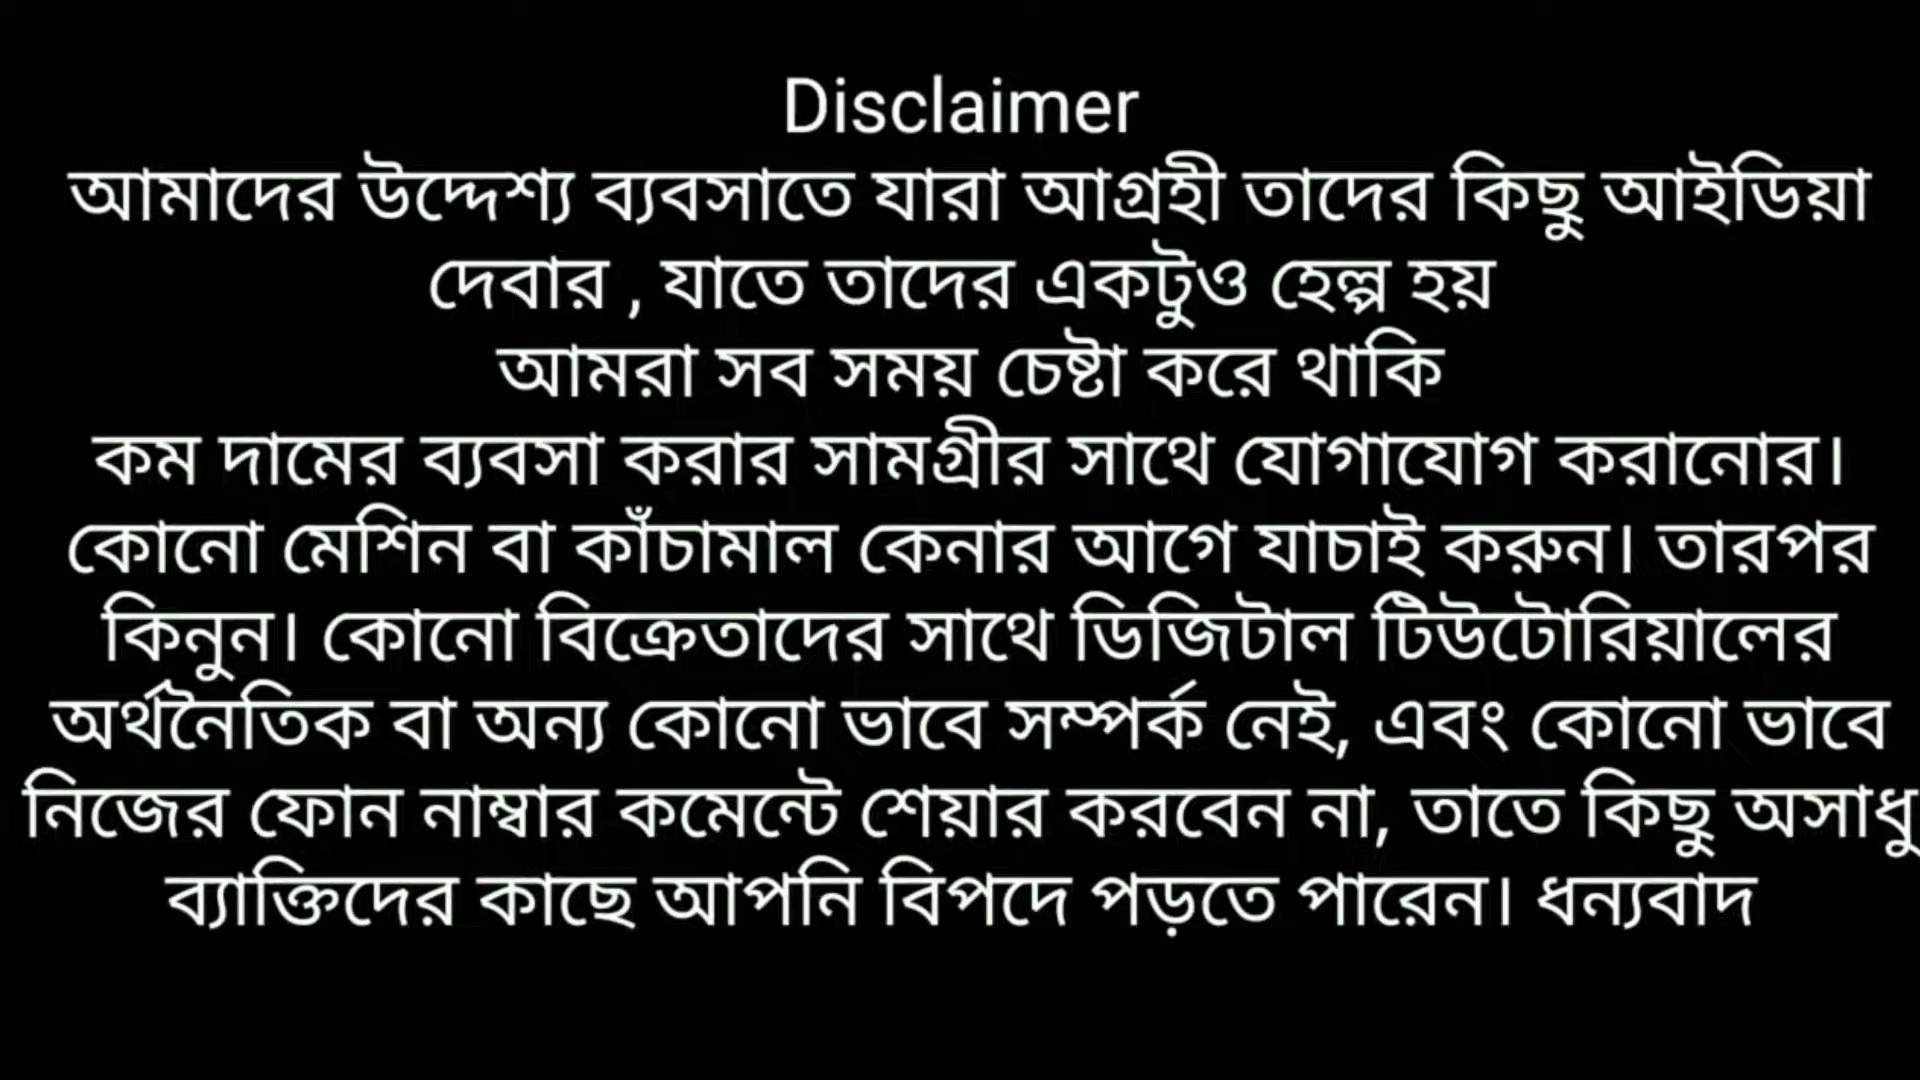 Disclaimer
আমাদের উদ্দেশ্য ব্যবসাতে যারা আগ্রহী তাদের কিছু আইডিয়া
দেবার , যাতে তাদের একটুও হেল্প হয়
আমরা সব সময় চেষ্টা করে থাকি
কম দামের ব্যবসা করার সামগ্রীর সাথে যোগাযোগ করানোর।
কোনো মেশিন বা কাঁচামাল কেনার আগে যাচাই করুন। তারপর
কিনুন। কোনো বিক্রেতাদের সাথে ডিজিটাল টিউটোরিয়ালের
অর্থনৈতিক বা অন্য কোনো ভাবে সম্পর্ক নেই, এবং কোনো ভাবে
নিজের ফোন নাম্বার কমেন্টে শেয়ার করবেন না, তাতে কিছু অসাধু
ব্যাক্তিদের কাছে আপনি বিপদে পড়তে পারেন। ধন্যবাদ